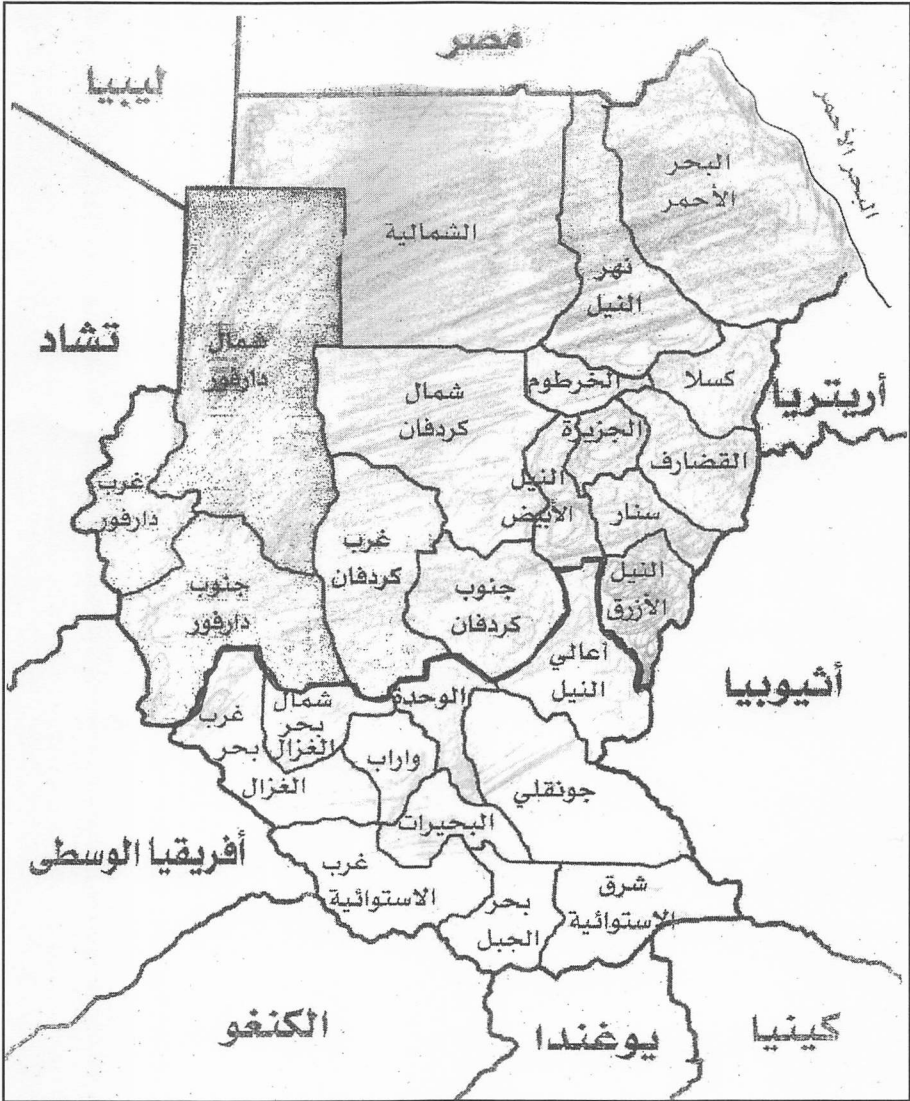 مصر
ليبيا
البحر الأحمر
البحر
الأحمر
الشمالية
نهر
النيل
تشاد
شمال
دارفور
كسلا
الخرطوم
أريتريا
شمال
كردفان
الجزيرة
القضارف
النيل
الأبيض
سنار
غرب
دارفور
غرب
كردفان
النيل
الأزرق
جنوب
دارفور
جنوب
كردفان
أعالي
النيل
أثيوبيا
الوحدة
شمال
بحر
الغزال
غرب
بحر
الغزال
واراب
جونقلي
البحيرات
أفريقيا الوسطى
غرب
الاستوائية
شرق
الاستوائية
بحر
الجبل
الكنغو
يوغندا
كينيا